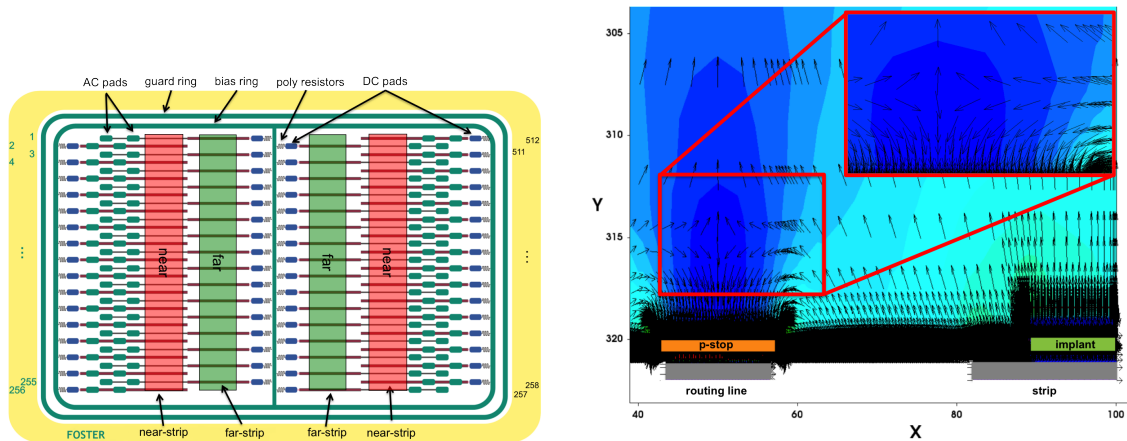 AC pads
guard ring
bias ring
poly resistors
DC pads
1
2
3
4
512
511
near
far
far
near
...
...
255
256
258
257
FOSTER
near-strip
far-strip
far-strip
near-strip
305
310
315
320
Y
p-stop
implant
routing line
strip
40
60
80
100
X